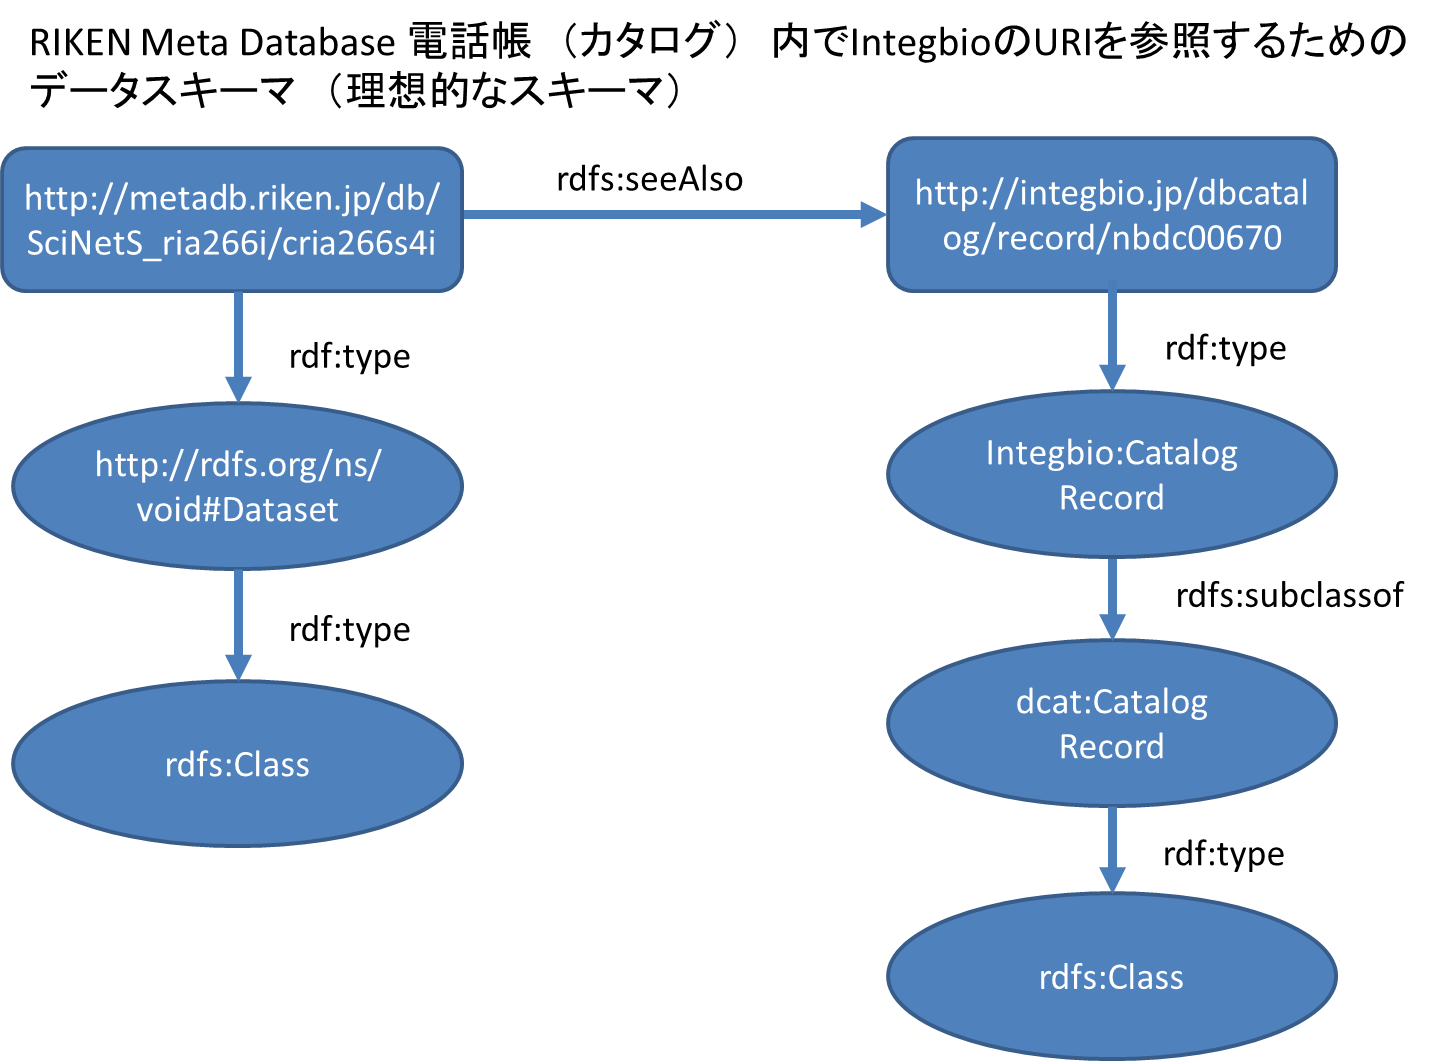 RIKEN Meta Database 電話帳 （カタログ） 内でIntegbioのURIを参照するための
データスキーマ （理想的なスキーマ）
http://metadb.riken.jp/db/
SciNetS_ria266i/cria266s4i
rdfs:seeAlso
http://integbio.jp/dbcatal
og/record/nbdc00670
rdf:type
rdf:type
http://rdfs.org/ns/
void#Dataset
Integbio:Catalog
Record
rdf:type
rdfs:subclassof
rdfs:Class
dcat:Catalog
Record
rdf:type
rdfs:Class